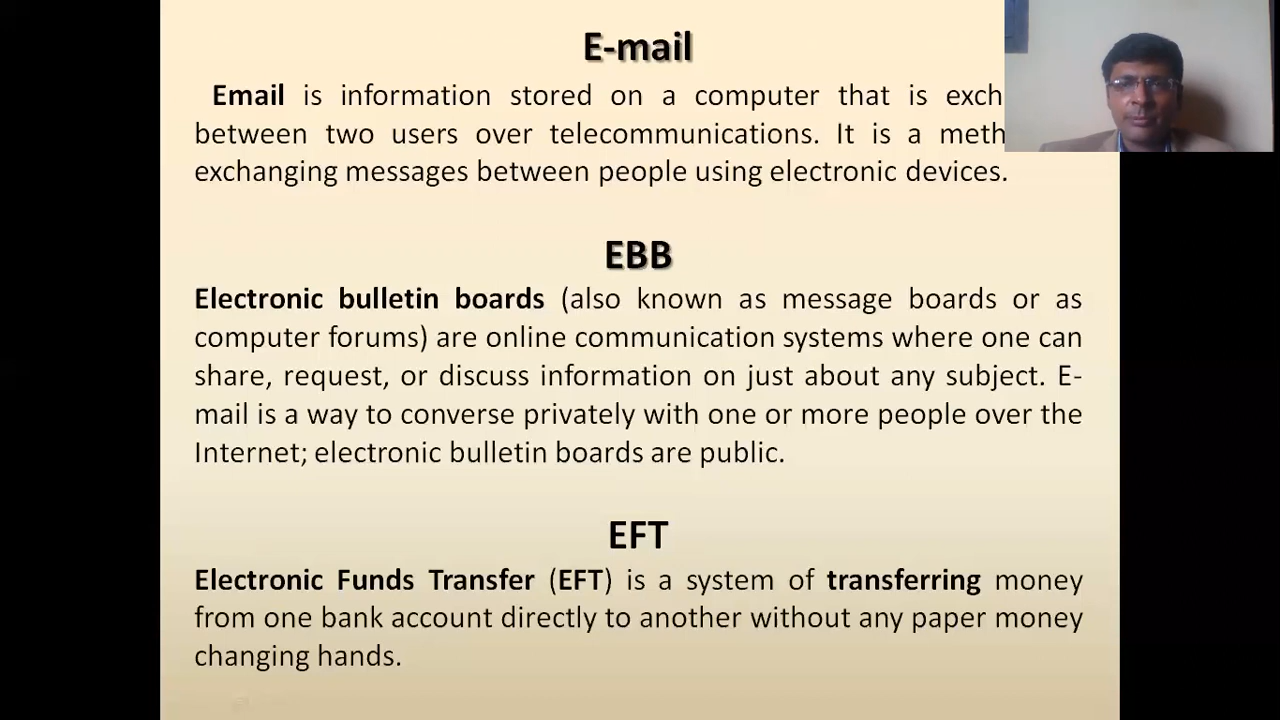 E-mail
Email is information stored on a computer that is exch
between two users over telecommunications. It is a meth
exchanging messages between people using electronic devices.
EBB
Electronic bulletin boards (also known as message boards or as
computer forums) are online communication systems where one can
share, request, or discuss information on just about any subject. E-
mail is a way to converse privately with one or more people over the
Internet; electronic bulletin boards are public.
EFT
Electronic Funds Transfer (EFT) is a system of transferring money
from one bank account directly to another without any paper money
changing hands.